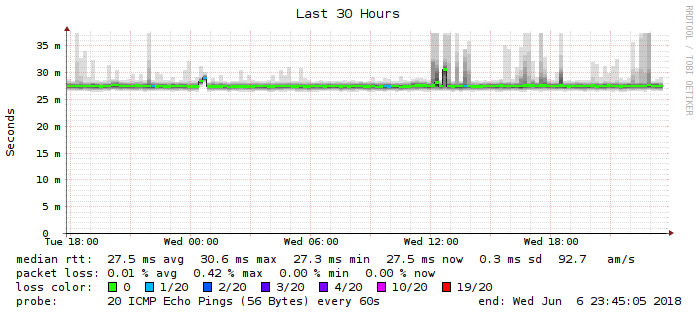 Last 30 Hours
RRDTOOL / TOBI OETIKER
Seconds
35 m
30 m
25 m
20 m
15 m
10 m
5 m
0
Tue 18:00 Wed 00:00 Wed 06:00 Wed 12:00 Wed 18:00
median rtt: 27.5 ms avg 30.6 ms max 27.3 ms min 27.5 ms now 0.3 ms sd 92.7 am/s
packet loss: 0.01 % avg 0.42 % max 0.00 % min 0.00 % now
loss color: 0 1/20 2/20 3/20 4/20 10/20 19/20
probe: 20 ICMP Echo Pings (56 Bytes) every 60s end: Wed Jun 6 23:45:05 2018